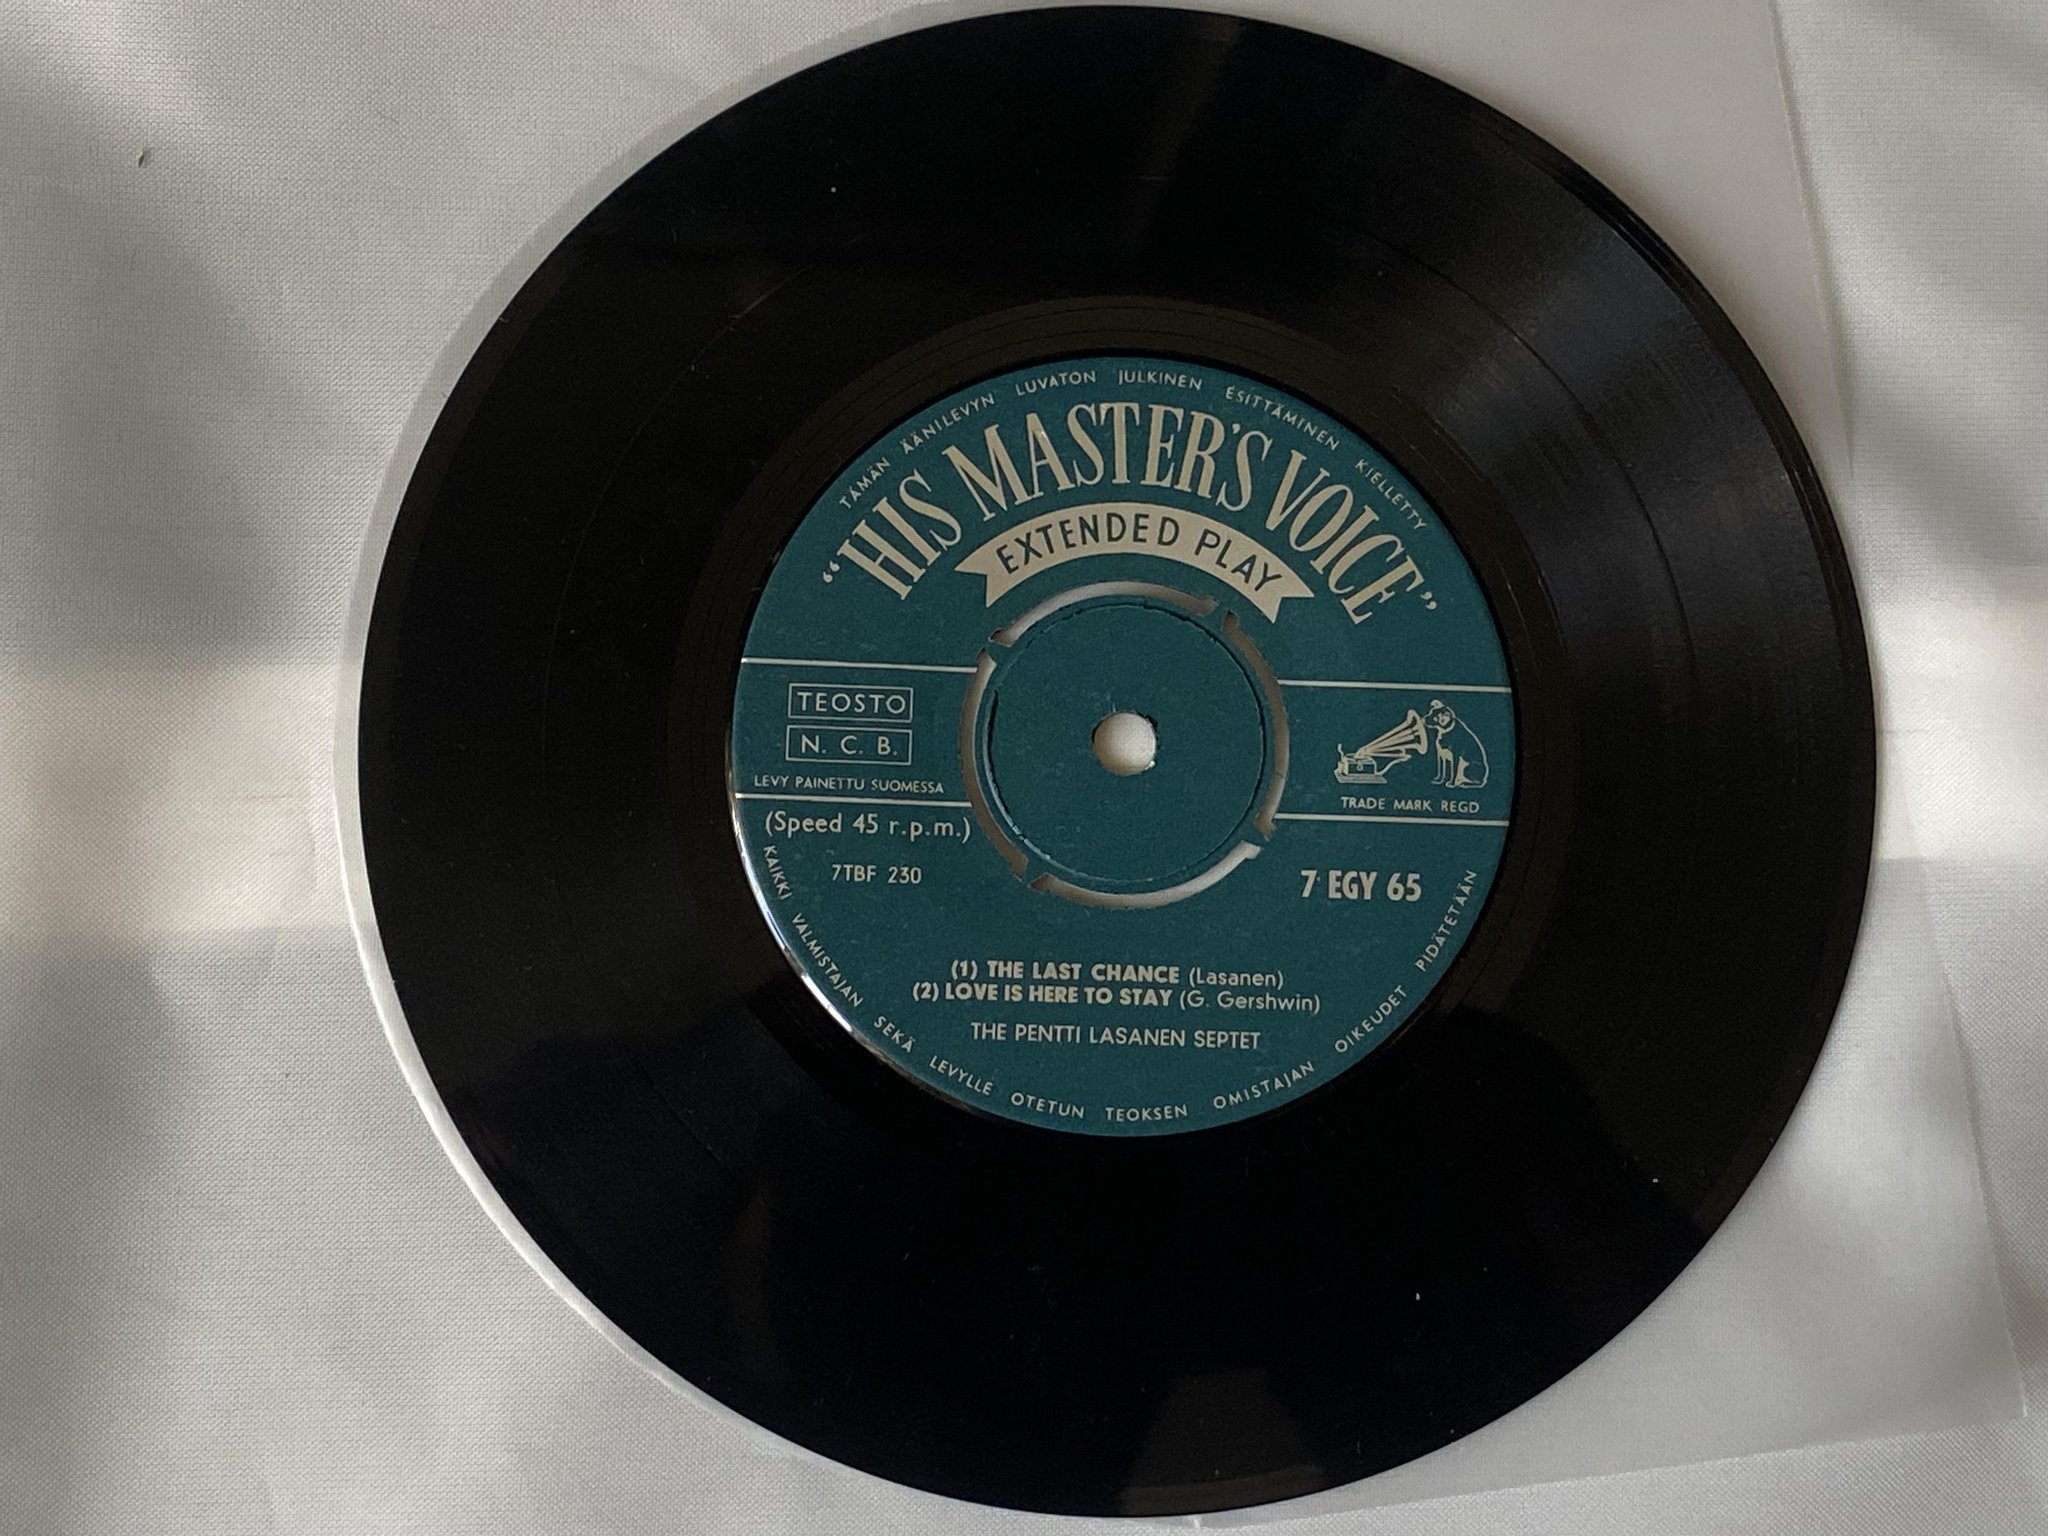 TÄMÄN ÄÄNILEVYN LUVATON JULKINEN ESITTÄMINEN KIELLETTY
"HIS MASTER'S VOICE"
EXTENDED PLAY
TEOSTO
N. C. B.
LEVY PAINETTU SUOMESSA
TRADE MARK REGD
(Speed 45 r.p.m.)
7TBF 230
7 EGY 65
(1) THE LAST CHANCE (Lasanen)
(2) LOVE IS HERE TO STAY (G. Gershwin)
THE PENTTI LASANEN SEPTET
KAIKKI VALMISTAJAN SEKÄ LEVYLLE OTETUN TEOKSEN OMISTAJAN OIKEUDET PIDÄTETÄÄN